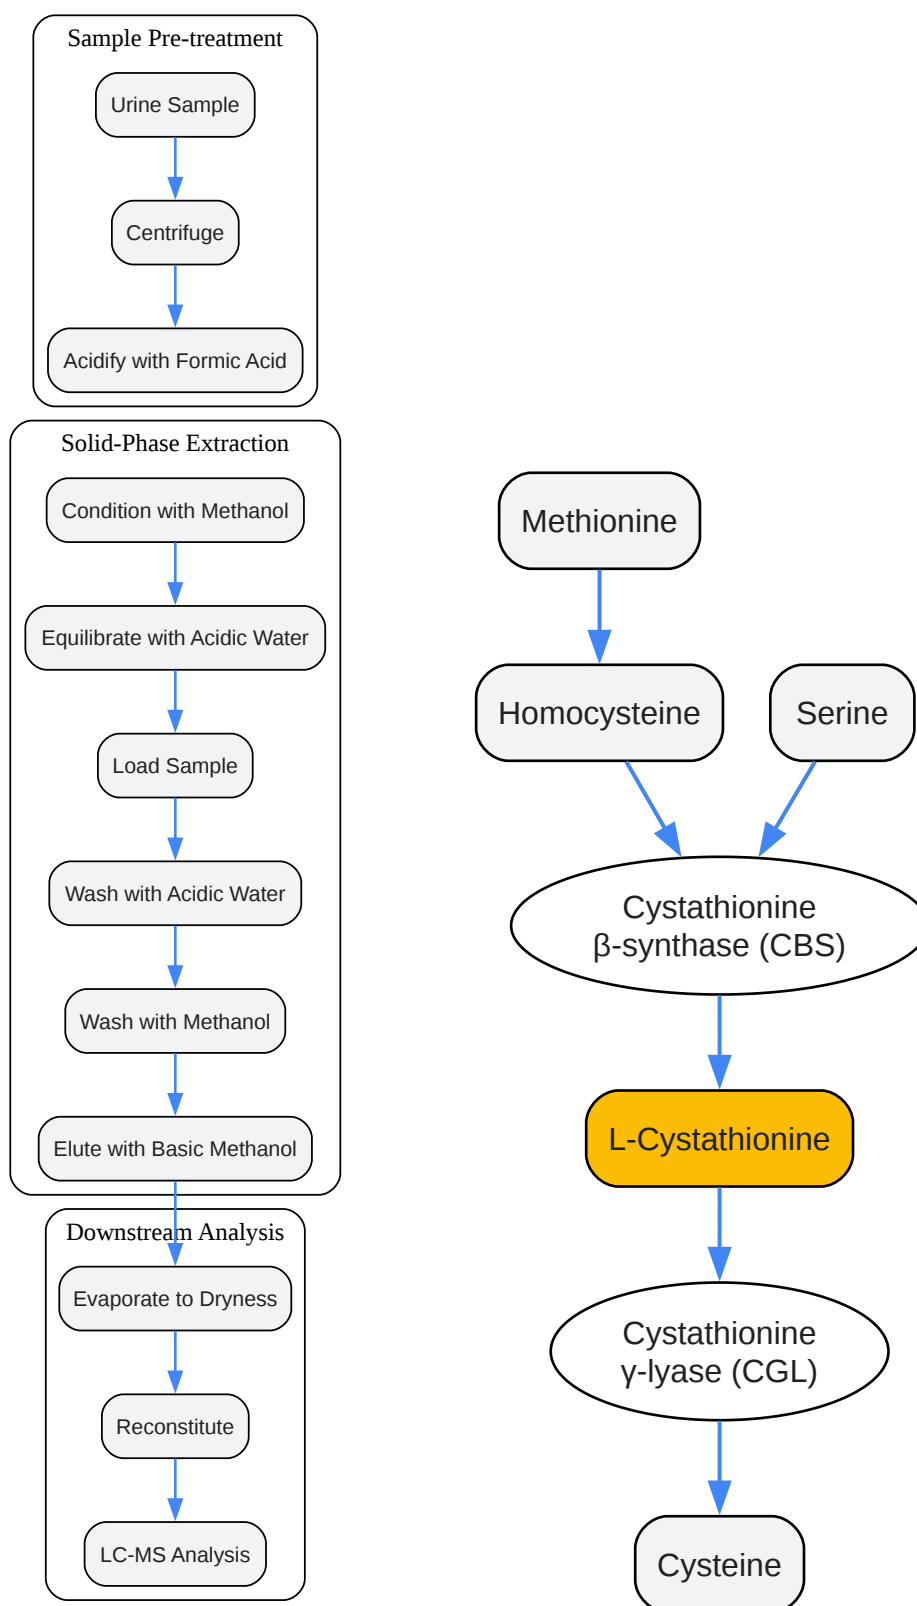 Sample Pre-treatment
Urine Sample
Centrifuge
Acidify with Formic Acid
Solid-Phase Extraction
Condition with Methanol
Equilibrate with Acidic Water
Load Sample
Wash with Acidic Water
Wash with Methanol
Elute with Basic Methanol
Downstream Analysis
Evaporate to Dryness
Reconstitute
LC-MS Analysis
Methionine
Homocysteine
Serine
Cystathionine
β-synthase (CBS)
L-Cystathionine
Cystathionine
γ-lyase (CGL)
Cysteine